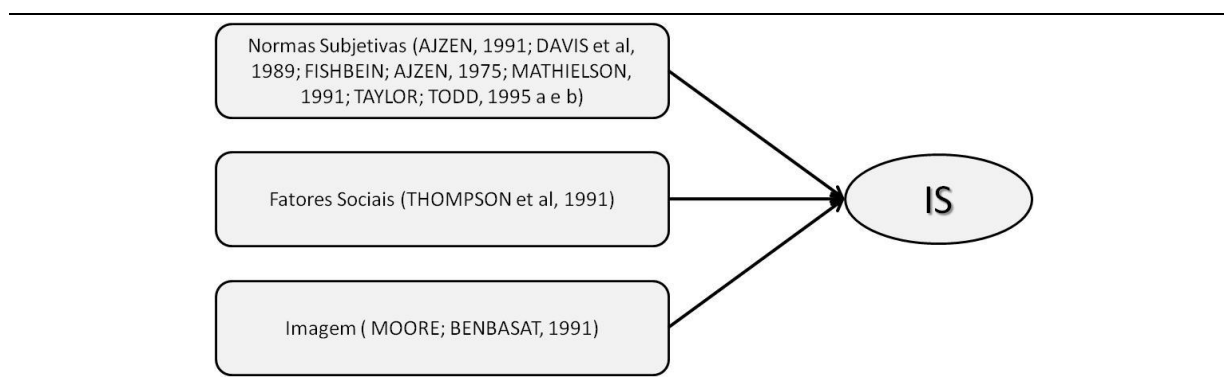 Normas Subjetivas (AJZEN, 1991; DAVIS et al,
1989; FISHBEIN; AJZEN, 1975; MATHIELSON,
1991; TAYLOR; TODD, 1995 a e b)
Fatores Sociais (THOMPSON et al, 1991)
IS
Imagem ( MOORE; BENBASAT, 1991)